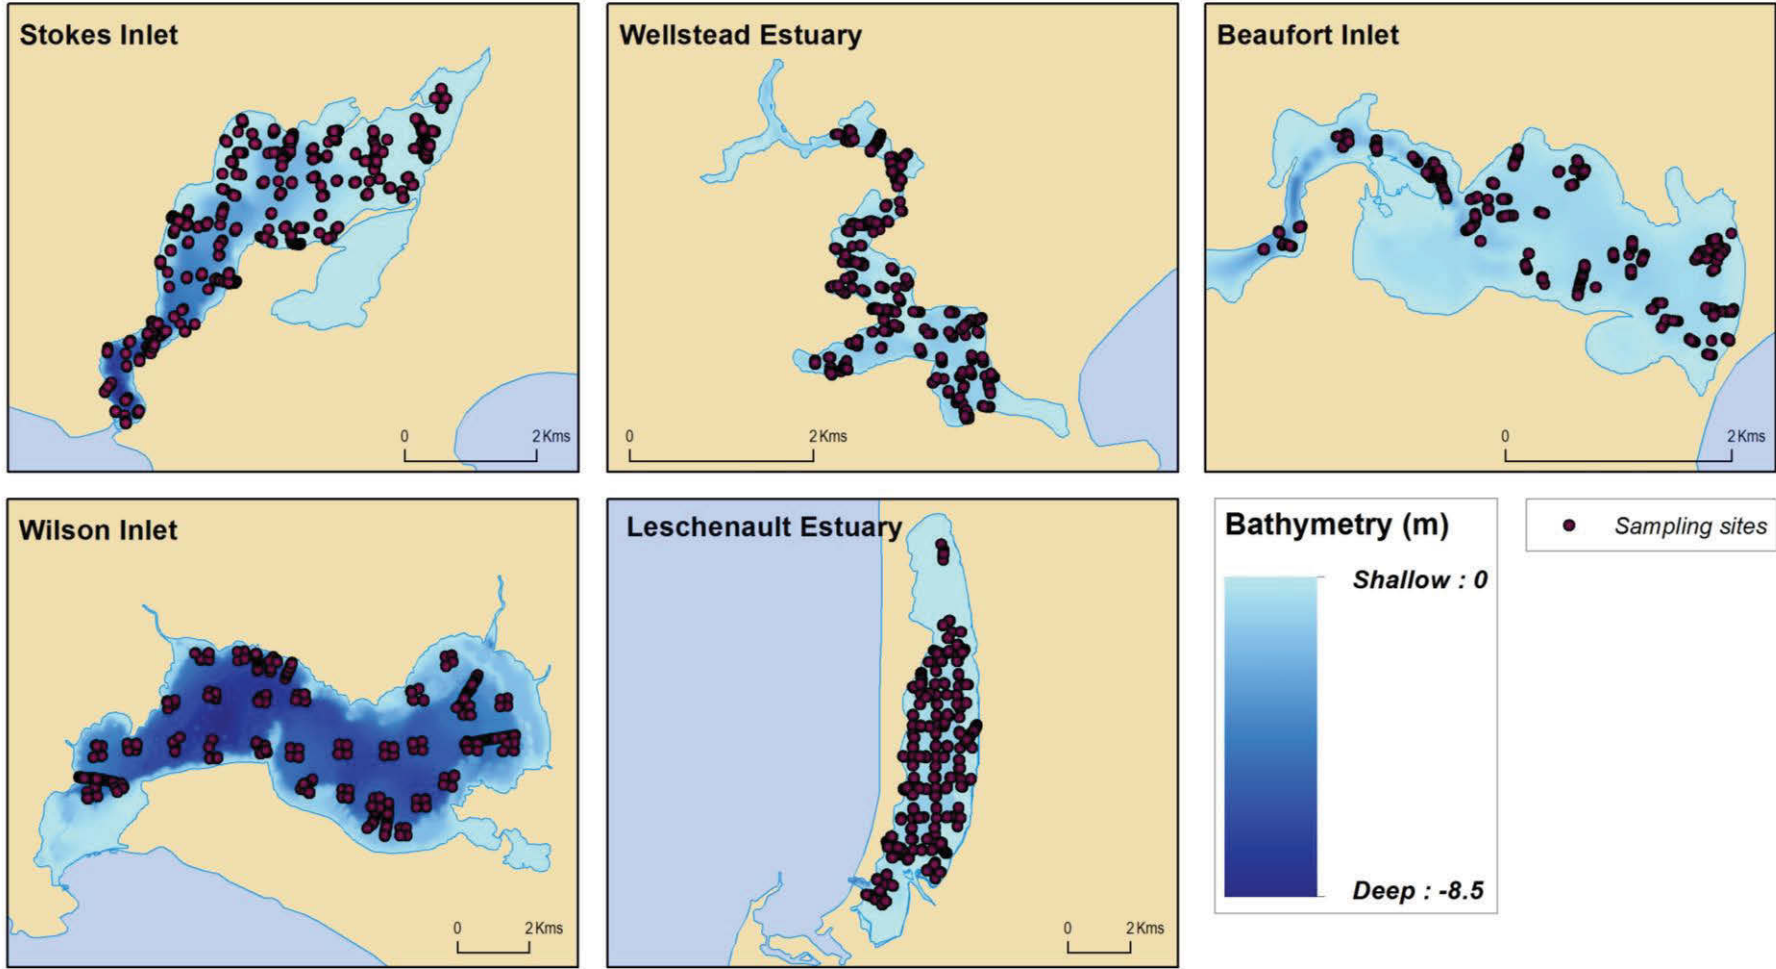 Stokes Inlet
0 2 Kms
Wellstead Estuary
0 2 Kms
Beaufort Inlet
0 2 Kms
Wilson Inlet
0 2 Kms
Leschenault Estuary
0 2 Kms
Bathymetry (m)
Shallow : 0
Deep : -8.5
Sampling sites